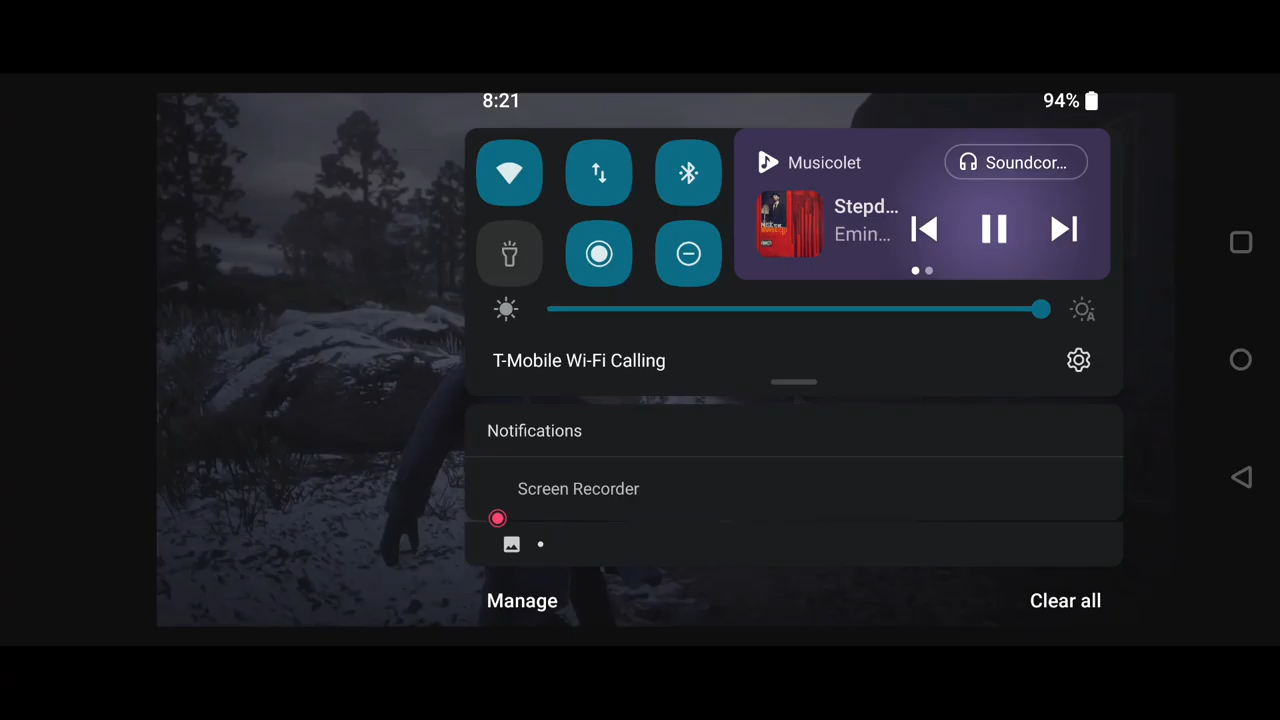 8:21
94%
Musicolet
Soundcor...
Stepd...
Emin...
T-Mobile Wi-Fi Calling
Notifications
Screen Recorder
Manage
Clear all